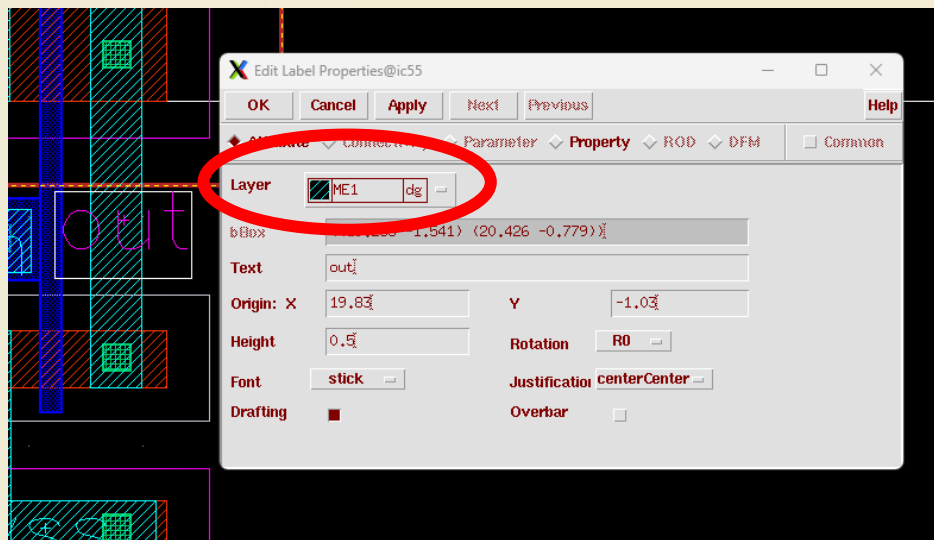 Edit Label Properties@ic55
OK Cancel Apply Next Previous Help
Parameter Property ROD DFM Common
Layer ME1 dg
bBox 1.541) (20.426 -0.779))
Text out
Origin: X 19.83 Y -1.03
Height 0.5 Rotation R0
Font stick Justification centerCenter
Drafting Overbar
out